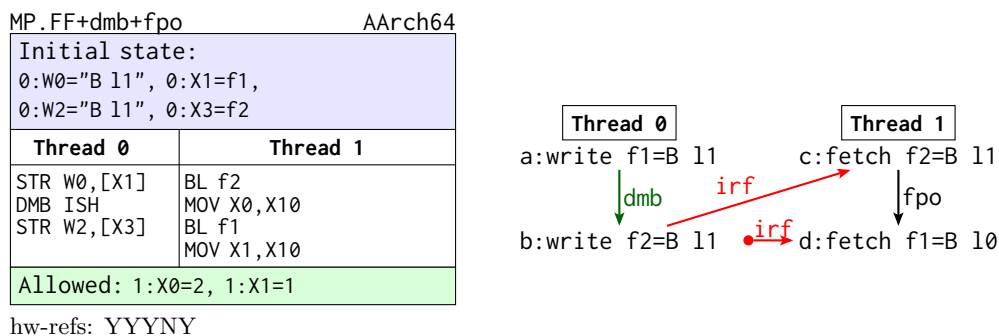 MP.FF+dmb+fpo AArch64
Initial state:
0:W0="B l1", 0:X1=f1,
0:W2="B l1", 0:X3=f2
Thread 0 Thread 1
STR W0,[X1] BL f2
DMB ISH MOV X0,X10
STR W2,[X3] BL f1
MOV X1,X10
Allowed: 1:X0=2, 1:X1=1
hw-refs: YYYNY
Thread 0 Thread 1
a:write f1=B l1 c:fetch f2=B l1
dmb irf fpo
b:write f2=B l1 irf d:fetch f1=B l0